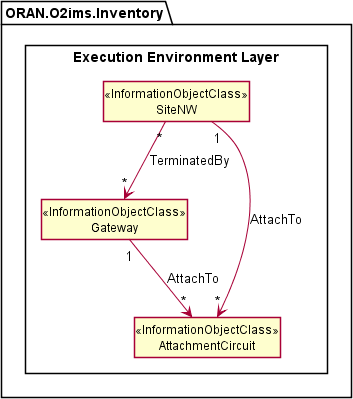 ORAN.O2ims.Inventory
Execution Environment Layer
«InformationObjectClass»
SiteNW
* 1
TerminatedBy
*
«InformationObjectClass»
Gateway
AttachTo
1
AttachTo
* *
«InformationObjectClass»
AttachmentCircuit